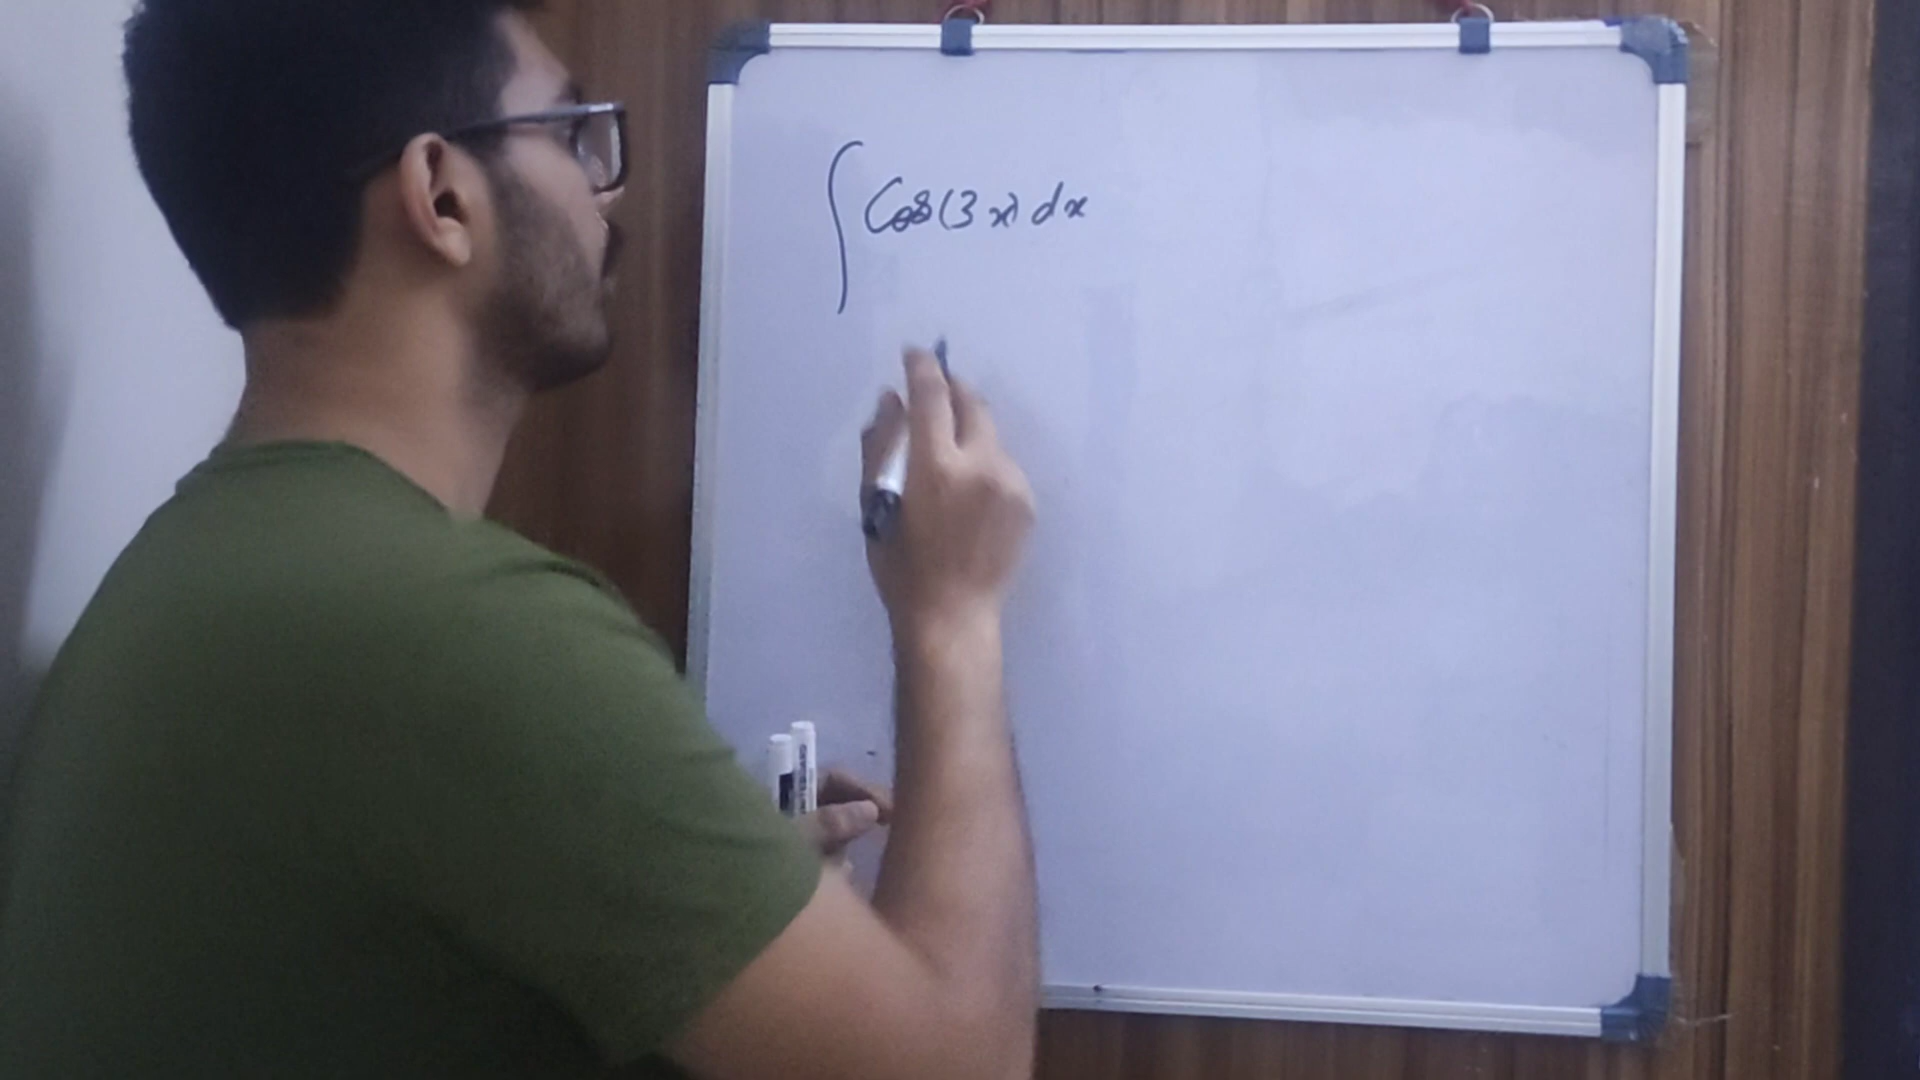 ∫ Cos(3x) dx